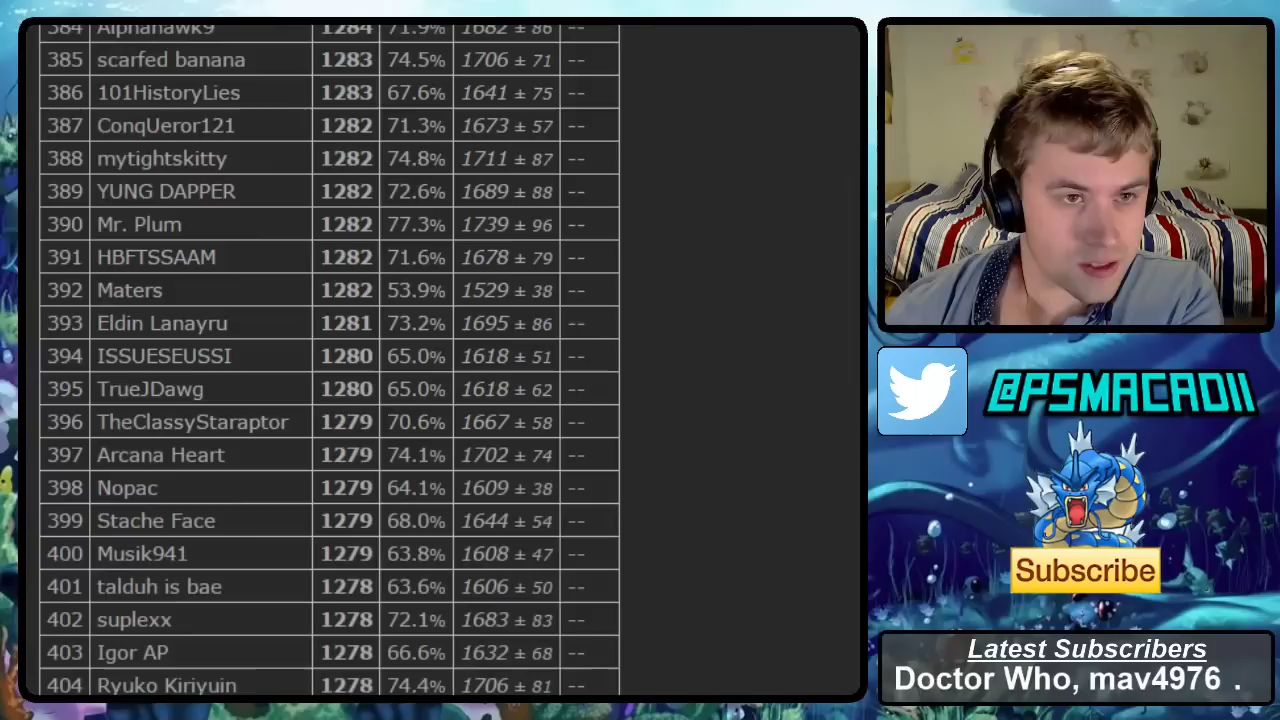 384 Alphahawk9 1284 71.9% 1682 ± 86 --
385 scarfed banana 1283 74.5% 1706 ± 71 --
386 101HistoryLies 1283 67.6% 1641 ± 75 --
387 ConqUeror121 1282 71.3% 1673 ± 57 --
388 mytightskitty 1282 74.8% 1711 ± 87 --
389 YUNG DAPPER 1282 72.6% 1689 ± 88 --
390 Mr. Plum 1282 77.3% 1739 ± 96 --
391 HBFTSSAAM 1282 71.6% 1678 ± 79 --
392 Maters 1282 53.9% 1529 ± 38 --
393 Eldin Lanayru 1281 73.2% 1695 ± 86 --
394 ISSUESEUSSI 1280 65.0% 1618 ± 51 --
395 TrueJDawg 1280 65.0% 1618 ± 62 --
396 TheClassyStaraptor 1279 70.6% 1667 ± 58 --
397 Arcana Heart 1279 74.1% 1702 ± 74 --
398 Nopac 1279 64.1% 1609 ± 38 --
399 Stache Face 1279 68.0% 1644 ± 54 --
400 Musik941 1279 63.8% 1608 ± 47 --
401 talduh is bae 1278 63.6% 1606 ± 50 --
402 suplexx 1278 72.1% 1683 ± 83 --
403 Igor AP 1278 66.6% 1632 ± 68 --
404 Ryuko Kiriyuin 1278 74.4% 1706 ± 81 --
@PSMACADII
Subscribe
Latest Subscribers
Doctor Who, mav4976 .